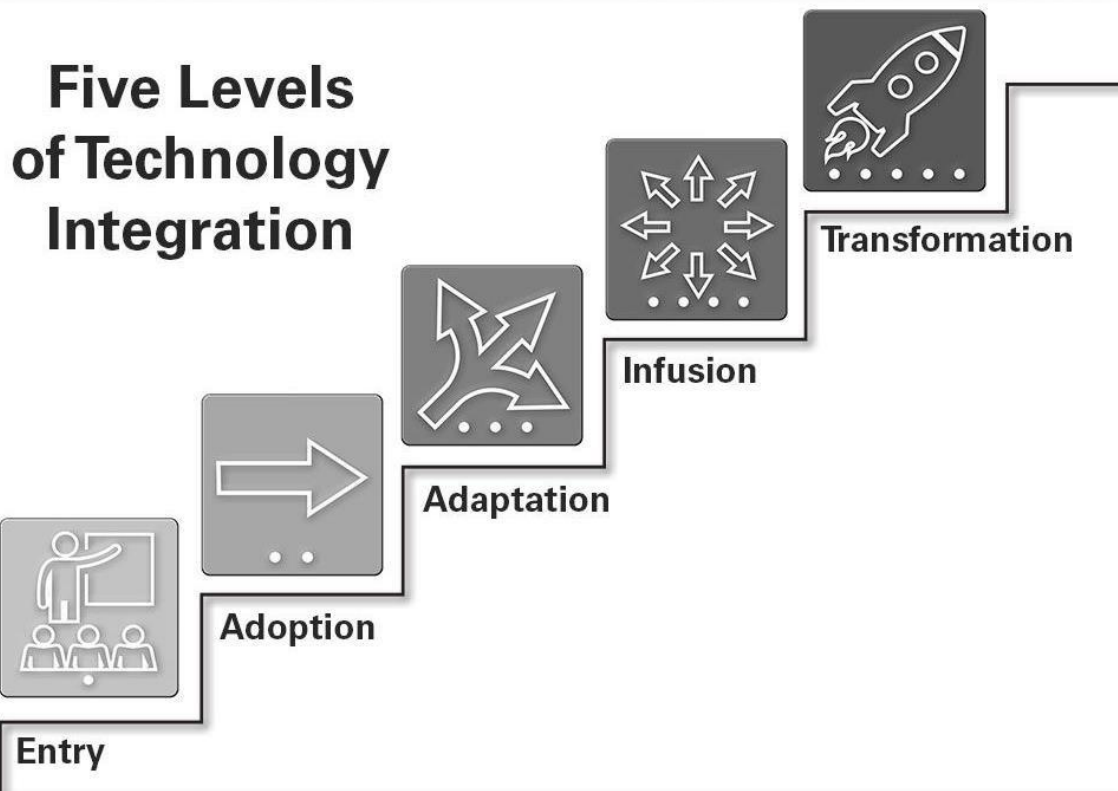 Five Levels
of Technology
Integration
Transformation
Infusion
Adaptation
Adoption
Entry